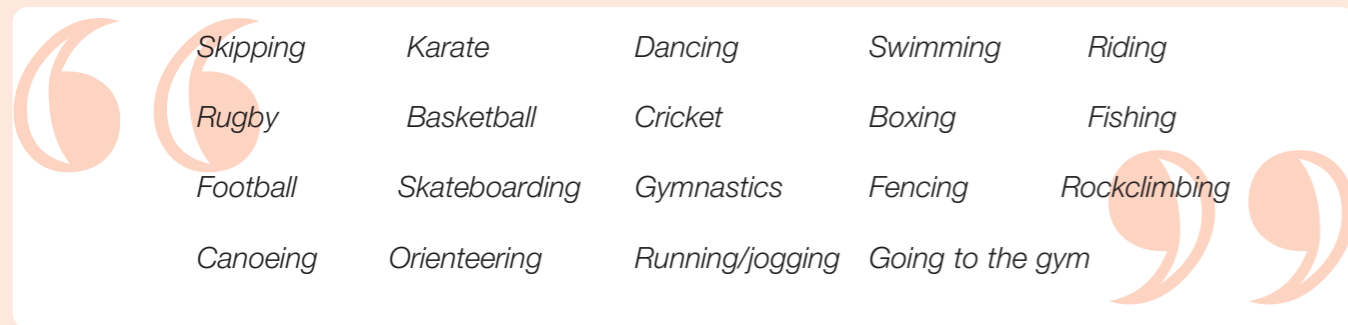 Skipping Karate Dancing Swimming Riding
Rugby Basketball Cricket Boxing Fishing
Football Skateboarding Gymnastics Fencing Rockclimbing
Canoeing Orienteering Running/jogging Going to the gym